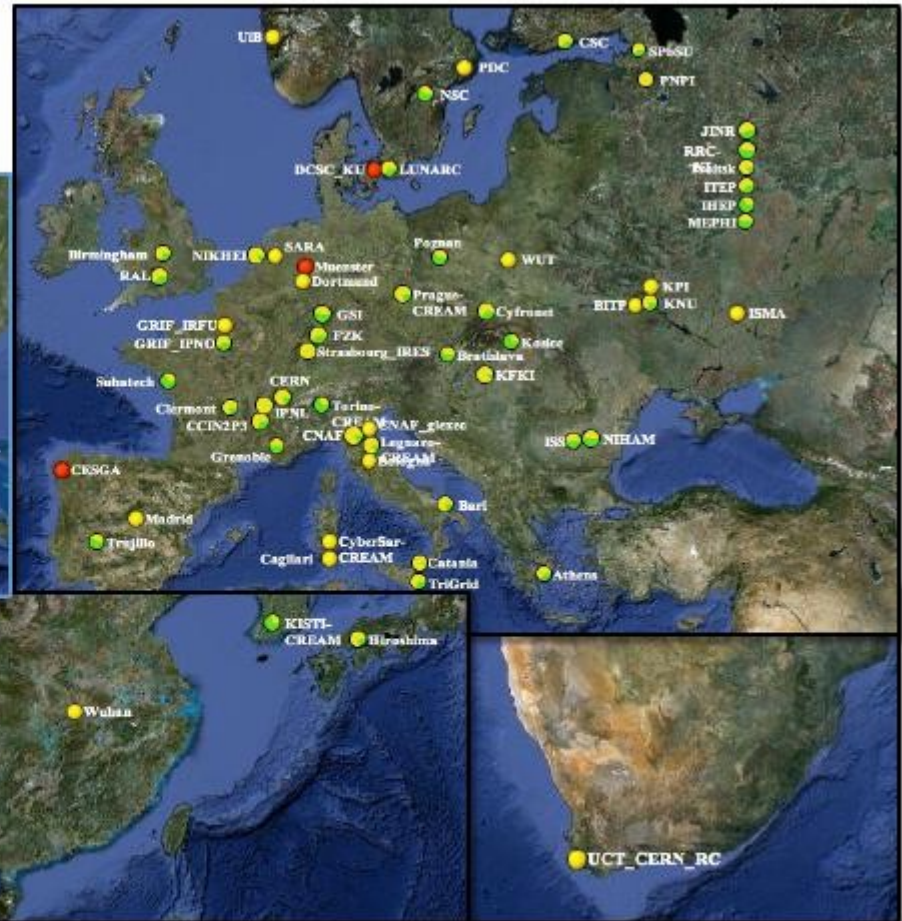 UIB
CSC
SPbSU
PDC
PNPI
NSC
JINR
RRC-
ITEP
IHEP
MEPHI
DCSC_KU
LUNARC
Birmingham
NIKHEF
SARA
Poznan
WUT
RAL
Muenster
Dortmund
Prague-
CREAM
Cyfronet
KPI
BITP
KNU
ISMA
GRIF_IRFU
GSI
FZK
GRIF_IPNO
Strasbourg_IRES
Kosice
Bratislava
KFKI
Subatech
CERN
Clermont
IPNL
CCIN2P3
Torino-
CREAM
CNAF
CNAF_glexec
Legnaro-
CREAM
Bologna
Grenoble
ISS
NIHAM
CESGA
Madrid
Trujillo
Bari
CyberSar-
CREAM
Cagliari
Catania
TriGrid
Athens
KISTI-
CREAM
Hiroshima
Wuhan
UCT_CERN_RC